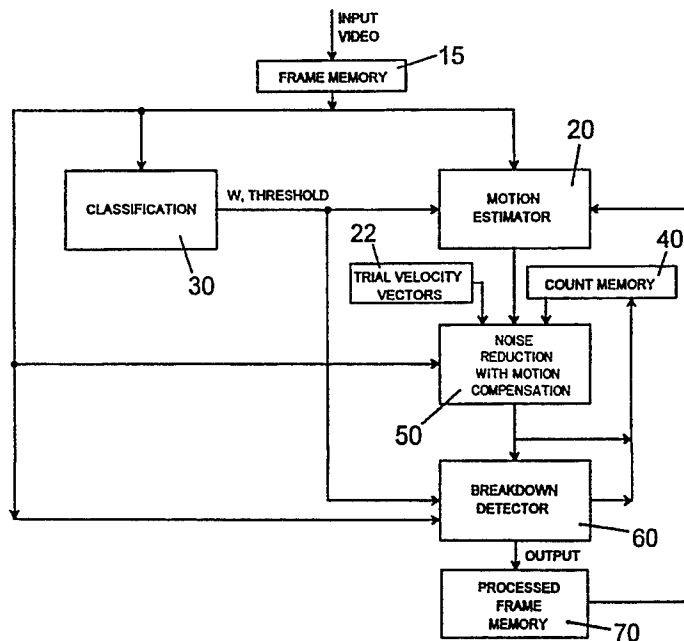 INPUT
VIDEO
15
FRAME MEMORY
20
CLASSIFICATION
W, THRESHOLD
MOTION
ESTIMATOR
30
22
40
TRIAL VELOCITY
VECTORS
COUNT MEMORY
NOISE
REDUCTION
WITH MOTION
COMPENSATION
50
BREAKDOWN
DETECTOR
60
OUTPUT
PROCESSED
FRAME
MEMORY
70